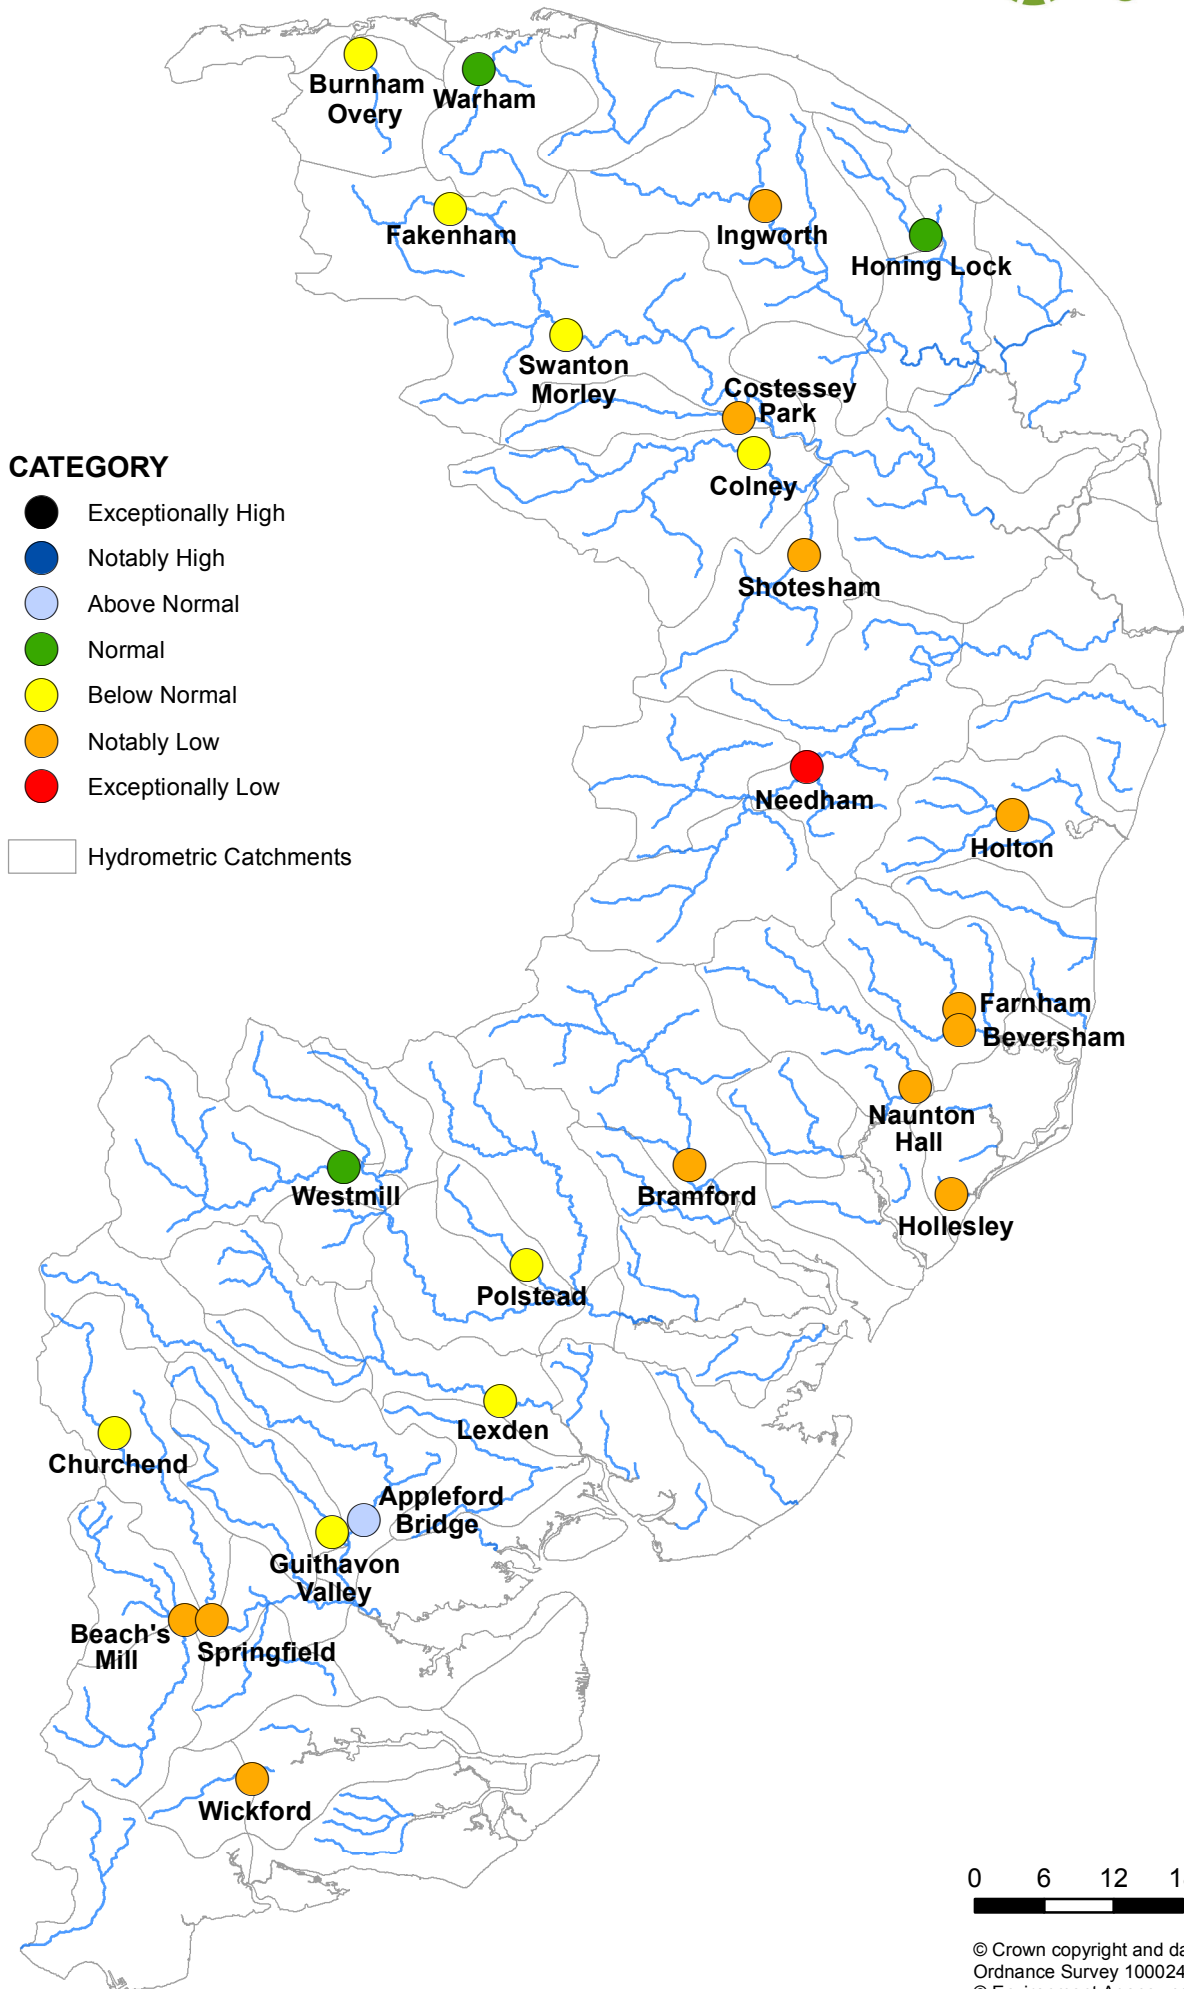 Burnham
Overy
Warham
Fakenham
Ingworth
Honing Lock
Swanton
Morley
Costessey
Park
Colney
CATEGORY
Exceptionally High
Notably High
Above Normal
Normal
Below Normal
Notably Low
Exceptionally Low
Hydrometric Catchments
Shotesham
Needham
Holton
Farnham
Beversham
Naunton
Hall
Westmill
Bramford
Hollesley
Polstead
Lexden
Churchend
Appleford
Bridge
Guithavon
Valley
Beach's
Mill
Springfield
Wickford
0 6 12
© Crown copyright and
Ordnance Survey 100024